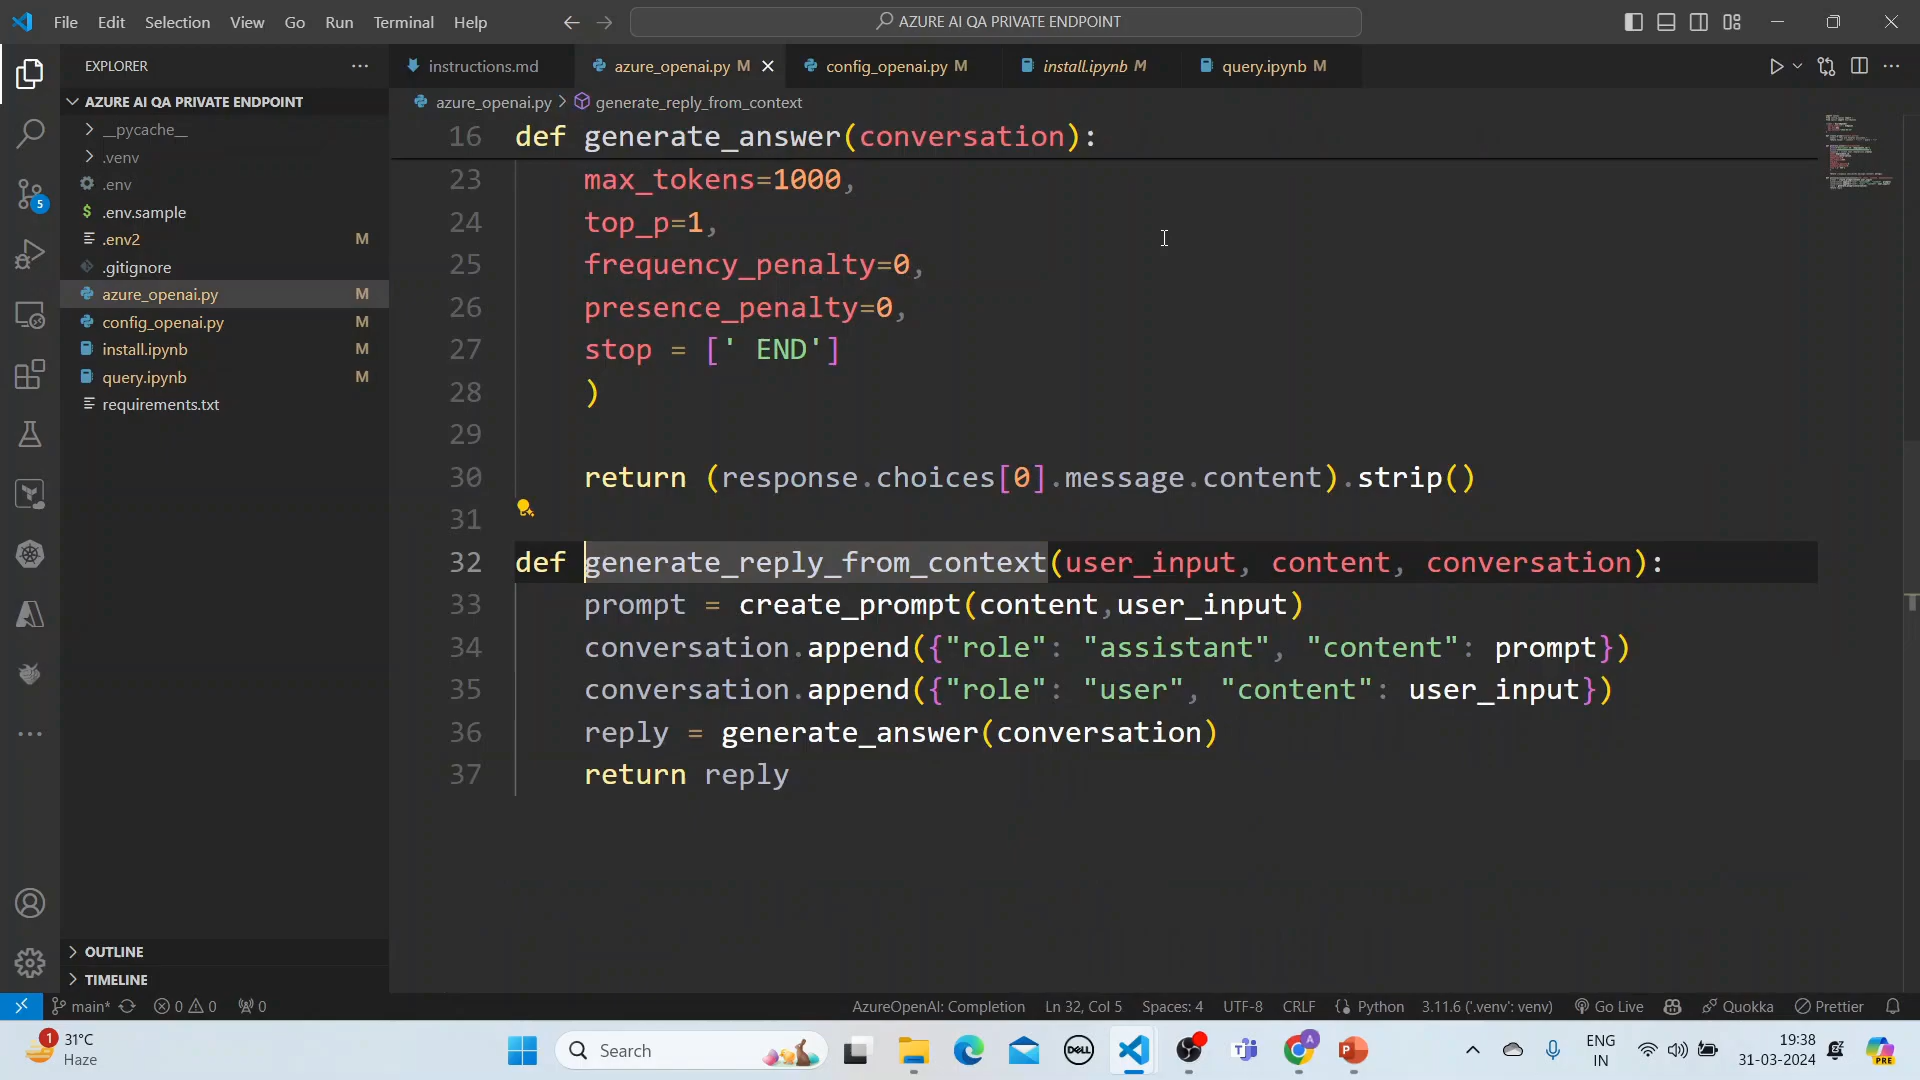 File Edit Selection View Go Run Terminal Help
AZURE AI QA PRIVATE ENDPOINT
EXPLORER
AZURE AI QA PRIVATE ENDPOINT
__pycache__
.venv
.env
.env.sample
.env2 M
.gitignore
azure_openai.py M
config_openai.py M
install.ipynb M
query.ipynb M
requirements.txt
OUTLINE
TIMELINE
5
instructions.md azure_openai.py M config_openai.py M install.ipynb M query.ipynb M
azure_openai.py > generate_reply_from_context
16 def generate_answer(conversation):
23 max_tokens=1000,
24 top_p=1,
25 frequency_penalty=0,
26 presence_penalty=0,
27 stop = [' END']
28 )
29
30 return (response.choices[0].message.content).strip()
31
32 def generate_reply_from_context(user_input, content, conversation):
33 prompt = create_prompt(content,user_input)
34 conversation.append({"role": "assistant", "content": prompt})
35 conversation.append({"role": "user", "content": user_input})
36 reply = generate_answer(conversation)
37 return reply
main* 0 0 0 AzureOpenAI: Completion Ln 32, Col 5 Spaces: 4 UTF-8 CRLF Python 3.11.6 ('.venv': venv) Go Live Quokka Prettier
1
31°C
Haze
Search
DELL
A
P
ENG
IN
19:38
31-03-2024
PRE